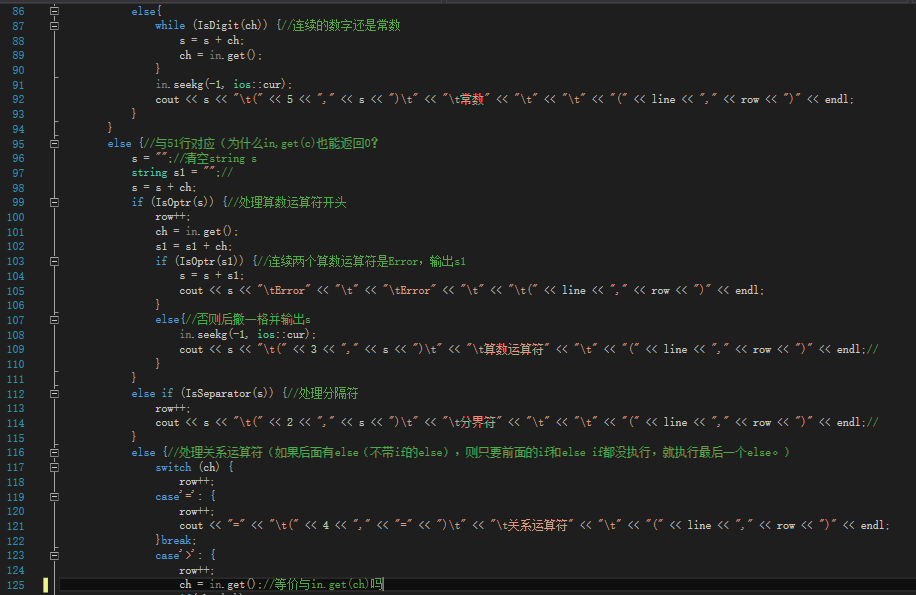 86 else{
87 while (IsDigit(ch)) {//连续的数字还是常数
88 s = s + ch;
89 ch = in.get();
90 }
91 in.seekg(-1, ios::cur);
92 cout << s << "\t(" << 5 << "," << s << ")\t" << "\t常数" << "\t" << "\t" << "(" << line << "," << row << ")" << endl;
93 }
94 }
95 else {//与51行对应（为什么in,get(c)也能返回0？
96 s = "";//清空string s
97 string s1 = "";//
98 s = s + ch;
99 if (IsOptr(s)) {//处理算数运算符开头
100 row++;
101 ch = in.get();
102 s1 = s1 + ch;
103 if (IsOptr(s1)) {//连续两个算数运算符是Error，输出s1
104 s = s + s1;
105 cout << s << "\tError" << "\t" << "\tError" << "\t" << "\t(" << line << "," << row << ")" << endl;
106 }
107 else{//否则后撤一格并输出s
108 in.seekg(-1, ios::cur);
109 cout << s << "\t(" << 3 << "," << s << ")\t" << "\t算数运算符" << "\t" << "(" << line << "," << row << ")" << endl;//
110 }
111 }
112 else if (IsSeparator(s)) {//处理分隔符
113 row++;
114 cout << s << "\t(" << 2 << "," << s << ")\t" << "\t分界符" << "\t" << "\t" << "(" << line << "," << row << ")" << endl;//
115 }
116 else {//处理关系运算符（如果后面有else（不带if的else），则只要前面的if和else if都没执行，就执行最后一个else。）
117 switch (ch) {
118 row++;
119 case'=': {
120 row++;
121 cout << "=" << "\t(" << 4 << "," << "=" << ")\t" << "\t关系运算符" << "\t" << "(" << line << "," << row << ")" << endl;
122 }break;
123 case'>': {
124 row++;
125 ch = in.get();//等价与in.get(ch)吗